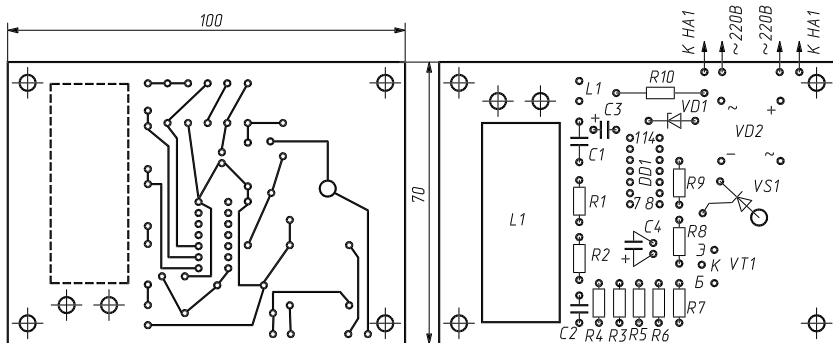 100
70
К НА1
~220В
~220В
К НА1
L1
R10
+
C3
VD1
~
+
VD2
C1
1 14
DD1
–
~
R9
VS1
R1
7 8
L1
C4
R8
Э
R2
+
К
VT1
Б
C2
R4
R3
R5
R6
R7